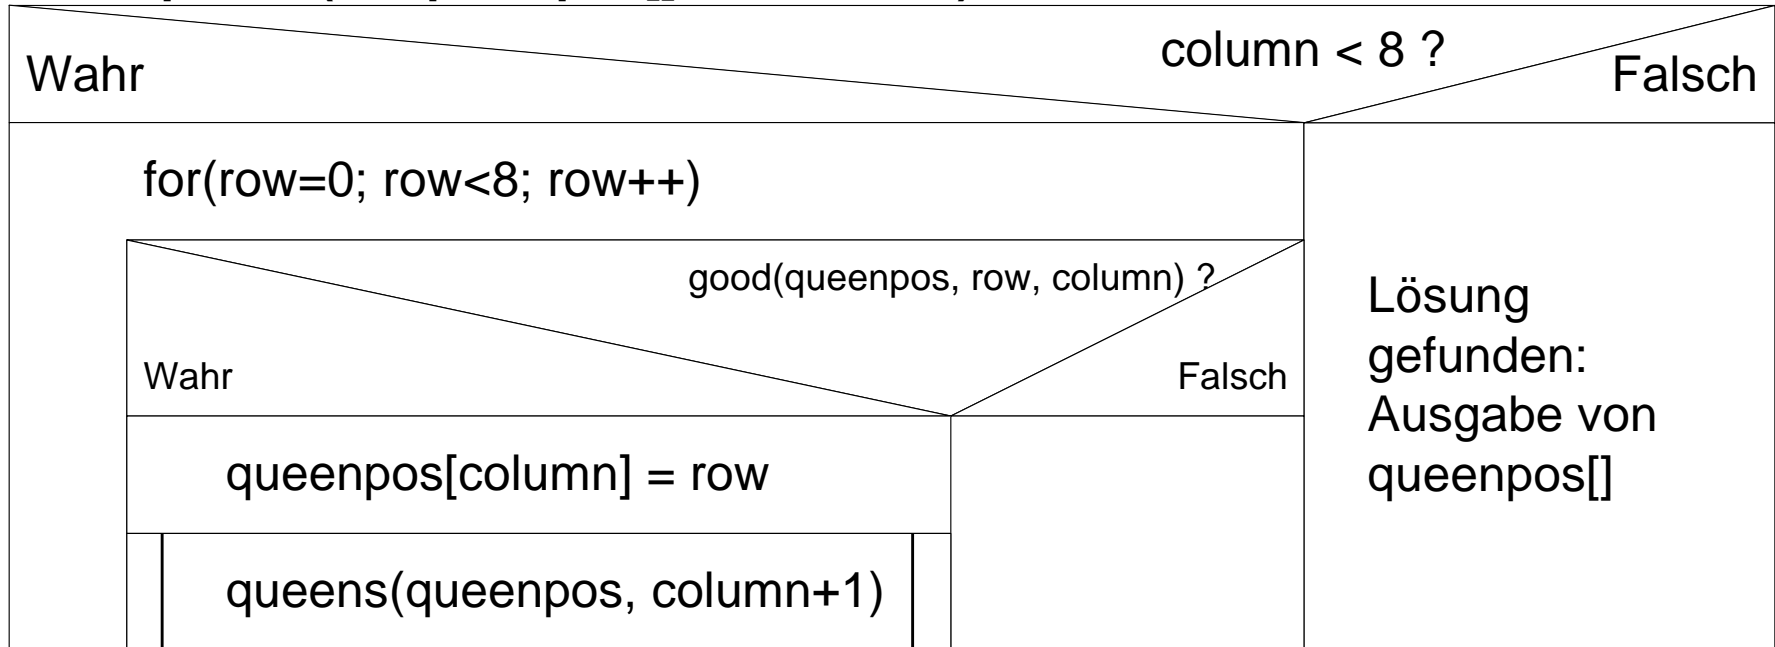 column < 8 ?
Wahr
Falsch
for(row=0; row<8; row++)
good(queenpos, row, column) ?
Wahr
Falsch
Lösung
gefunden:
Ausgabe von
queenpos[]
queenpos[column] = row
queens(queenpos, column+1)